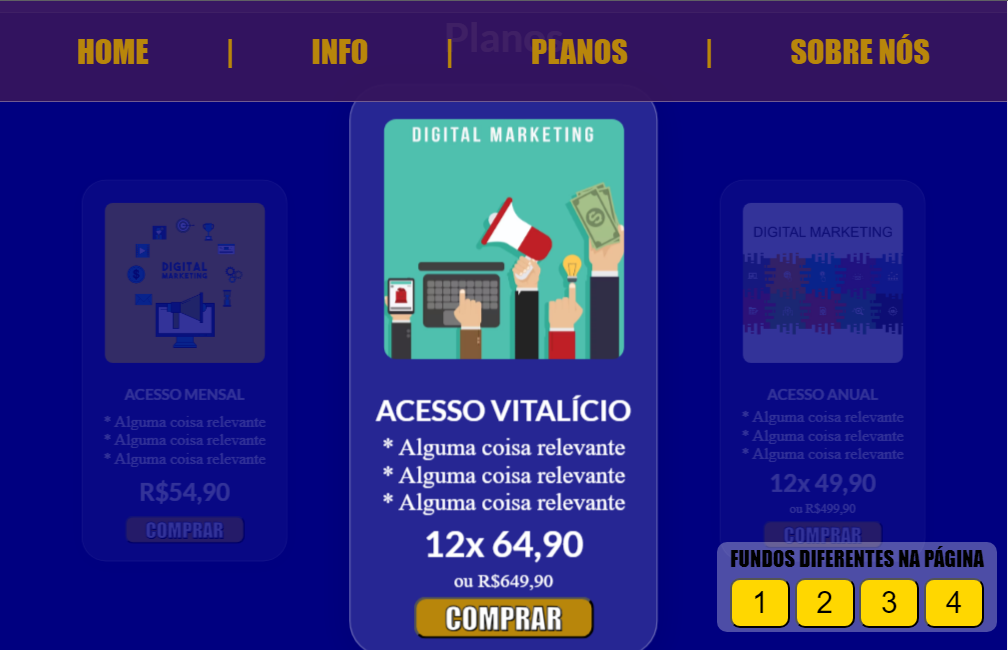 Planos
HOME | INFO | PLANOS | SOBRE NÓS
DIGITAL
MARKETING
ACESSO MENSAL
* Alguma coisa relevante
* Alguma coisa relevante
* Alguma coisa relevante
R$54,90
COMPRAR
DIGITAL MARKETING
ACESSO VITALÍCIO
* Alguma coisa relevante
* Alguma coisa relevante
* Alguma coisa relevante
12x 64,90
ou R$649,90
COMPRAR
DIGITAL MARKETING
ACESSO ANUAL
* Alguma coisa relevante
* Alguma coisa relevante
* Alguma coisa relevante
12x 49,90
ou R$499,90
COMPRAR
FUNDOS DIFERENTES NA PÁGINA
1 2 3 4